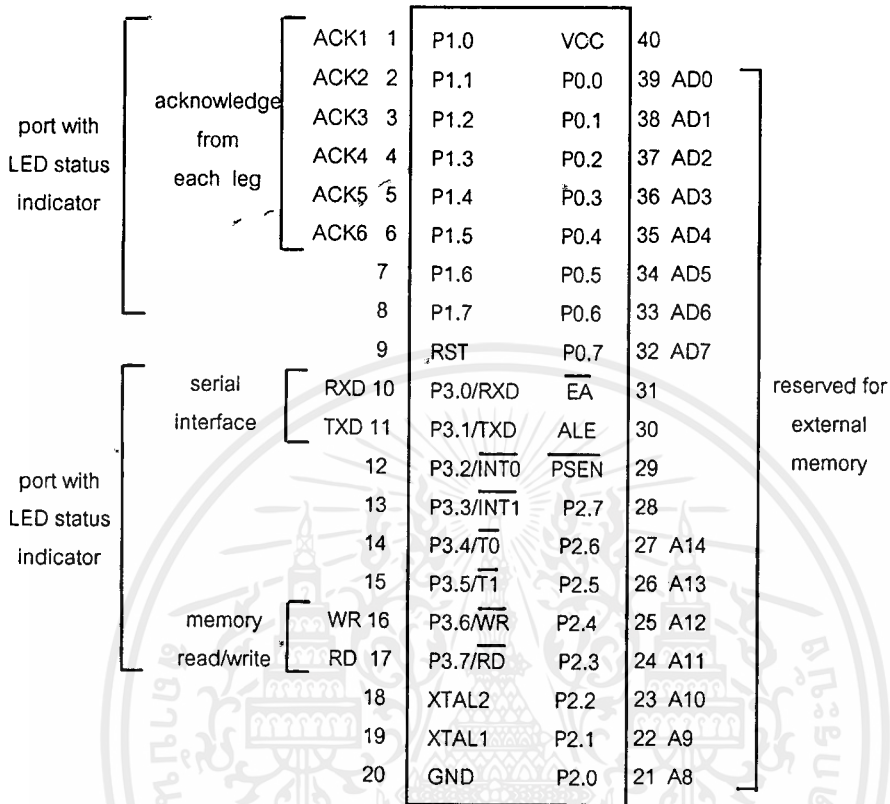 ACK1 1 P1.0 VCC 40
ACK2 2 P1.1 P0.0 39 AD0
acknowledge
ACK3 3 P1.2 P0.1 38 AD1
port with
from
ACK4 4 P1.3 P0.2 37 AD2
LED status
each leg
ACK5 5 P1.4 P0.3 36 AD3
indicator
ACK6 6 P1.5 P0.4 35 AD4
7 P1.6 P0.5 34 AD5
8 P1.7 P0.6 33 AD6
9 RST P0.7 32 AD7
serial
RXD 10 P3.0/RXD E̅A̅ 31
reserved for
interface
TXD 11 P3.1/TXD ALE 30
external
12 P3.2/I̅N̅T̅0̅ P̅S̅E̅N̅ 29
memory
port with
13 P3.3/I̅N̅T̅1̅ P2.7 28
LED status
14 P3.4/T̅0̅ P2.6 27 A14
indicator
15 P3.5/T̅1̅ P2.5 26 A13
memory
WR 16 P3.6/W̅R̅ P2.4 25 A12
read/write
RD 17 P3.7/R̅D̅ P2.3 24 A11
18 XTAL2 P2.2 23 A10
19 XTAL1 P2.1 22 A9
20 GND P2.0 21 A8